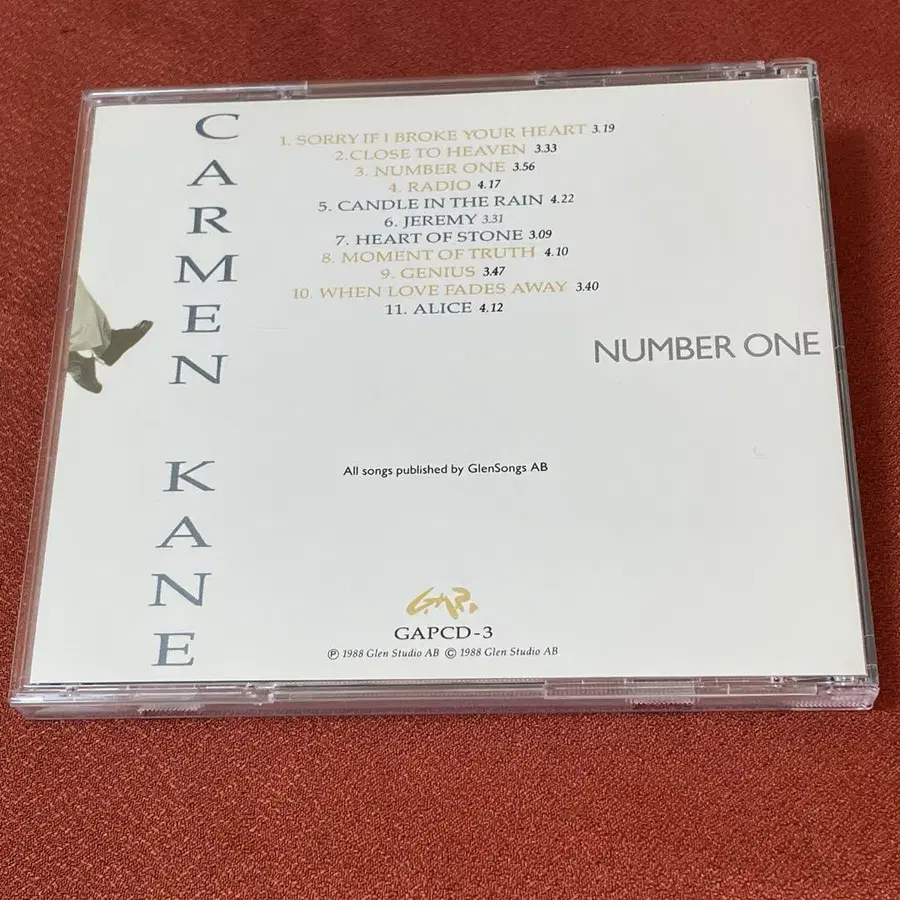 CARMEN KANE
1. SORRY IF I BROKE YOUR HEART 3.19
2. CLOSE TO HEAVEN 3.33
3. NUMBER ONE 3.56
4. RADIO 4.17
5. CANDLE IN THE RAIN 4.22
6. JEREMY 3.31
7. HEART OF STONE 3.09
8. MOMENT OF TRUTH 4.10
9. GENIUS 3.47
10. WHEN LOVE FADES AWAY 3.40
11. ALICE 4.12
NUMBER ONE
All songs published by GlenSongs AB
GAPCD-3
℗ 1988 Glen Studio AB © 1988 Glen Studio AB